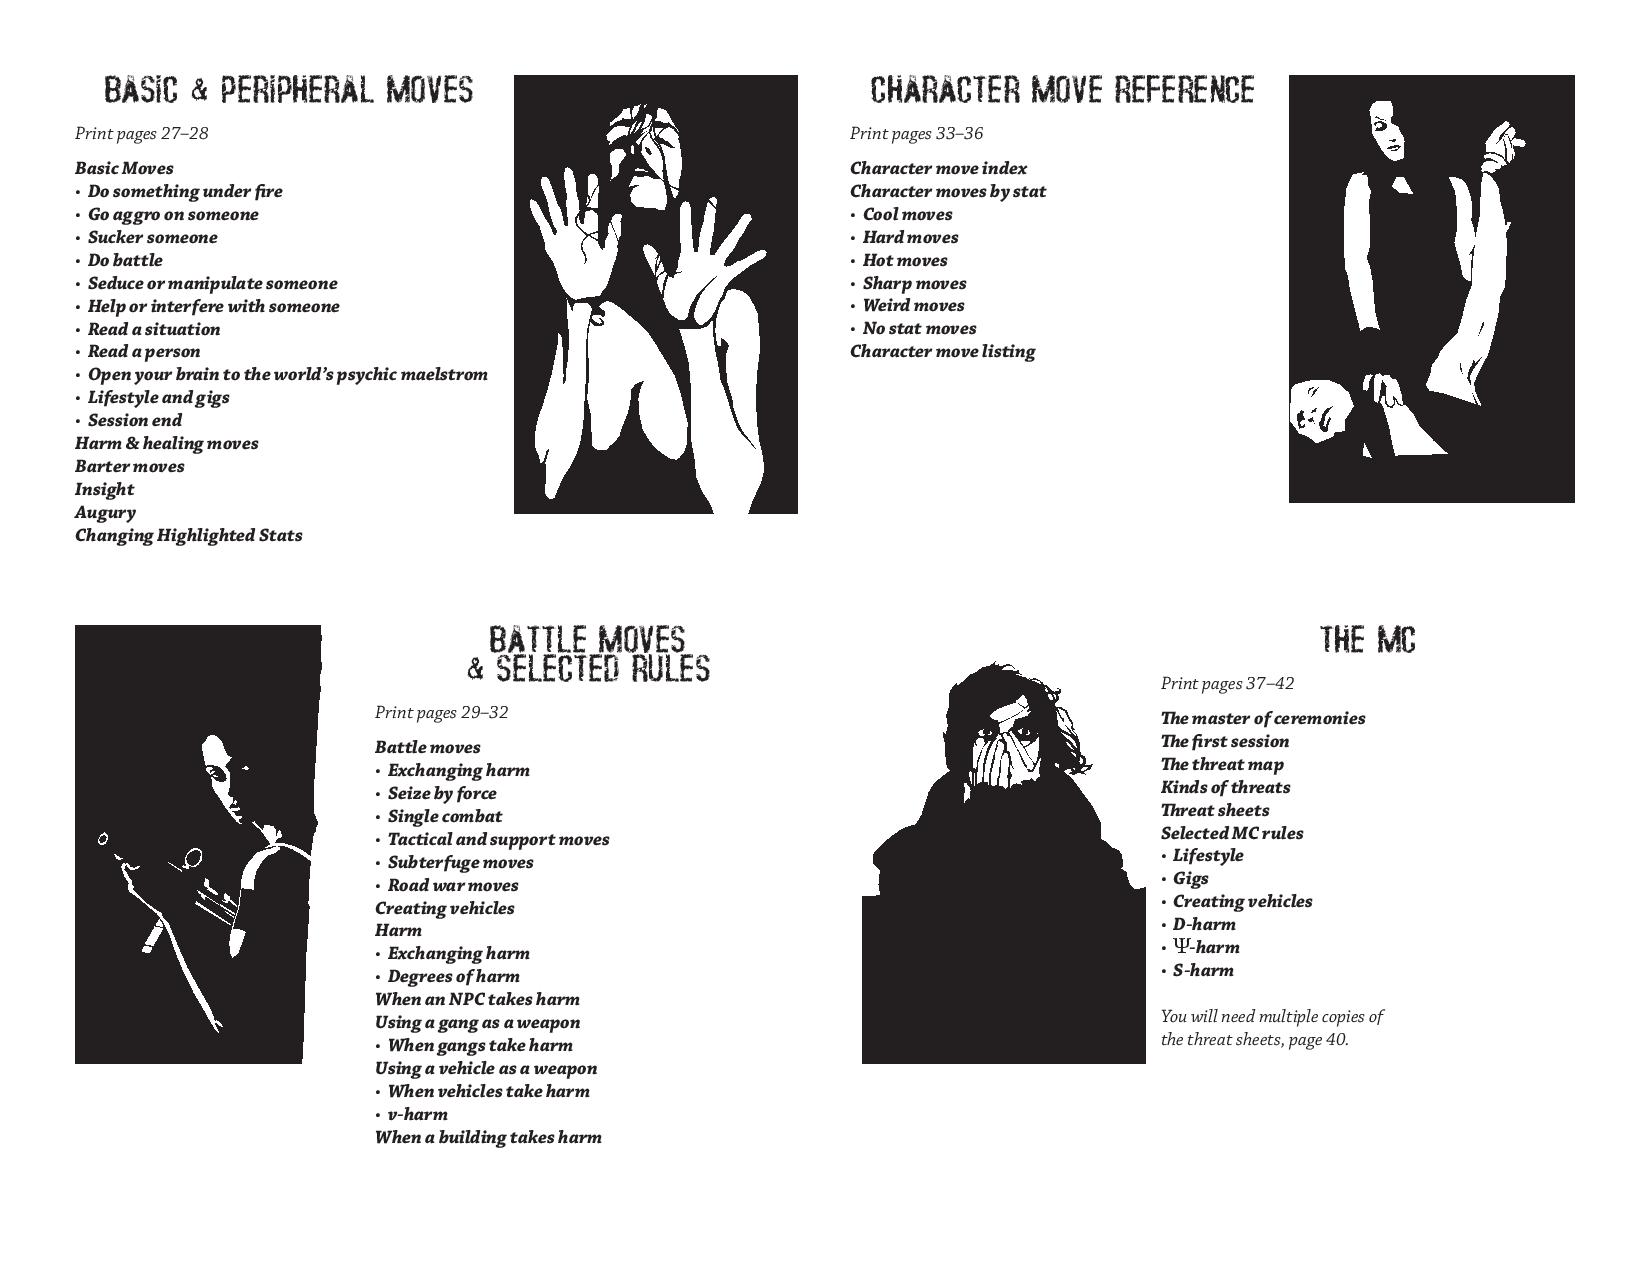 BASIC & PERIPHERAL MOVES
Print pages 27–28
Basic Moves
• Do something under fire
• Go aggro on someone
• Sucker someone
• Do battle
• Seduce or manipulate someone
• Help or interfere with someone
• Read a situation
• Read a person
• Open your brain to the world’s psychic maelstrom
• Lifestyle and gigs
• Session end
Harm & healing moves
Barter moves
Insight
Augury
Changing Highlighted Stats
CHARACTER MOVE REFERENCE
Print pages 33–36
Character move index
Character moves by stat
• Cool moves
• Hard moves
• Hot moves
• Sharp moves
• Weird moves
• No stat moves
Character move listing
BATTLE MOVES
& SELECTED RULES
Print pages 29–32
Battle moves
• Exchanging harm
• Seize by force
• Single combat
• Tactical and support moves
• Subterfuge moves
• Road war moves
Creating vehicles
Harm
• Exchanging harm
• Degrees of harm
When an NPC takes harm
Using a gang as a weapon
• When gangs take harm
Using a vehicle as a weapon
• When vehicles take harm
• v-harm
When a building takes harm
THE MC
Print pages 37–42
The master of ceremonies
The first session
The threat map
Kinds of threats
Threat sheets
Selected MC rules
• Lifestyle
• Gigs
• Creating vehicles
• D-harm
• Ψ-harm
• S-harm
You will need multiple copies of
the threat sheets, page 40.